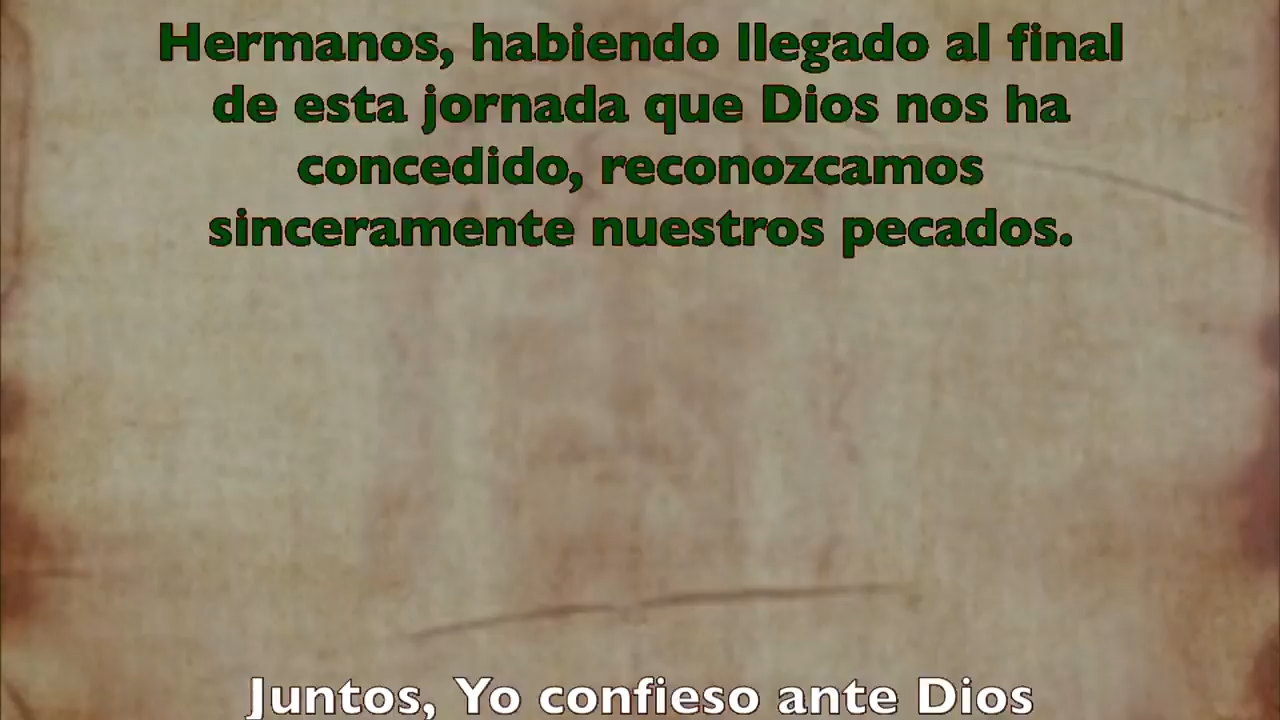 Hermanos, habiendo llegado al final
de esta jornada que Dios nos ha
concedido, reconozcamos
sinceramente nuestros pecados.
Juntos, Yo confieso ante Dios